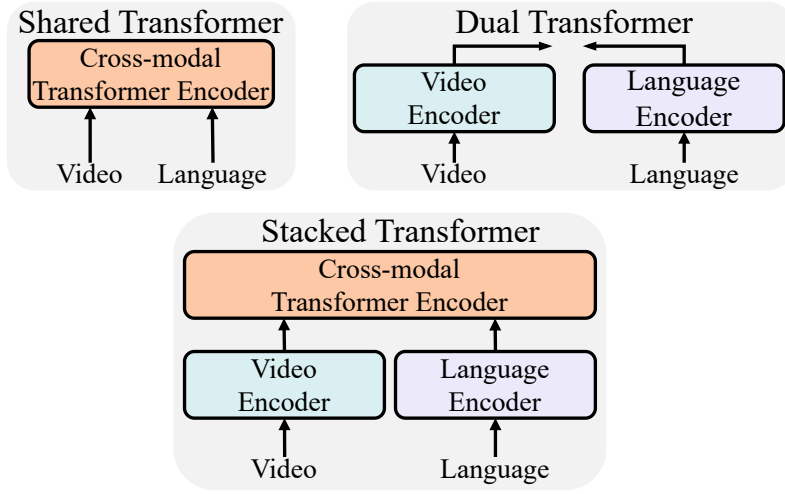 Shared Transformer
Cross-modal
Transformer Encoder
Video
Language
Dual Transformer
Video
Encoder
Language
Encoder
Video
Language
Stacked Transformer
Cross-modal
Transformer Encoder
Video
Encoder
Language
Encoder
Video
Language